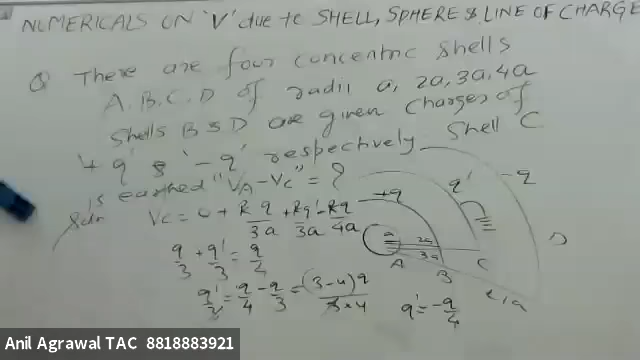 NUMERICALS ON 'V' due to SHELL, SPHERE & LINE OF CHARGE
Q There are four concentric shells
A, B, C, D of radii a, 2a, 3a, 4a
Shells B & D are given charges of
+q & '-q' respectively Shell C
is earthed "VA-VC" = ?
Soln
VC = 0 + Kq/3a + Kq'/3a - Kq/4a
q/3 + q'/3 = q/4
q'/3 = q/4 - q/3 = (3-4)q / 3×4
q' = -q/4
+q
q'
-q
a
2a
3a
4a
A
B
C
D
Anil Agrawal TAC 8818883921